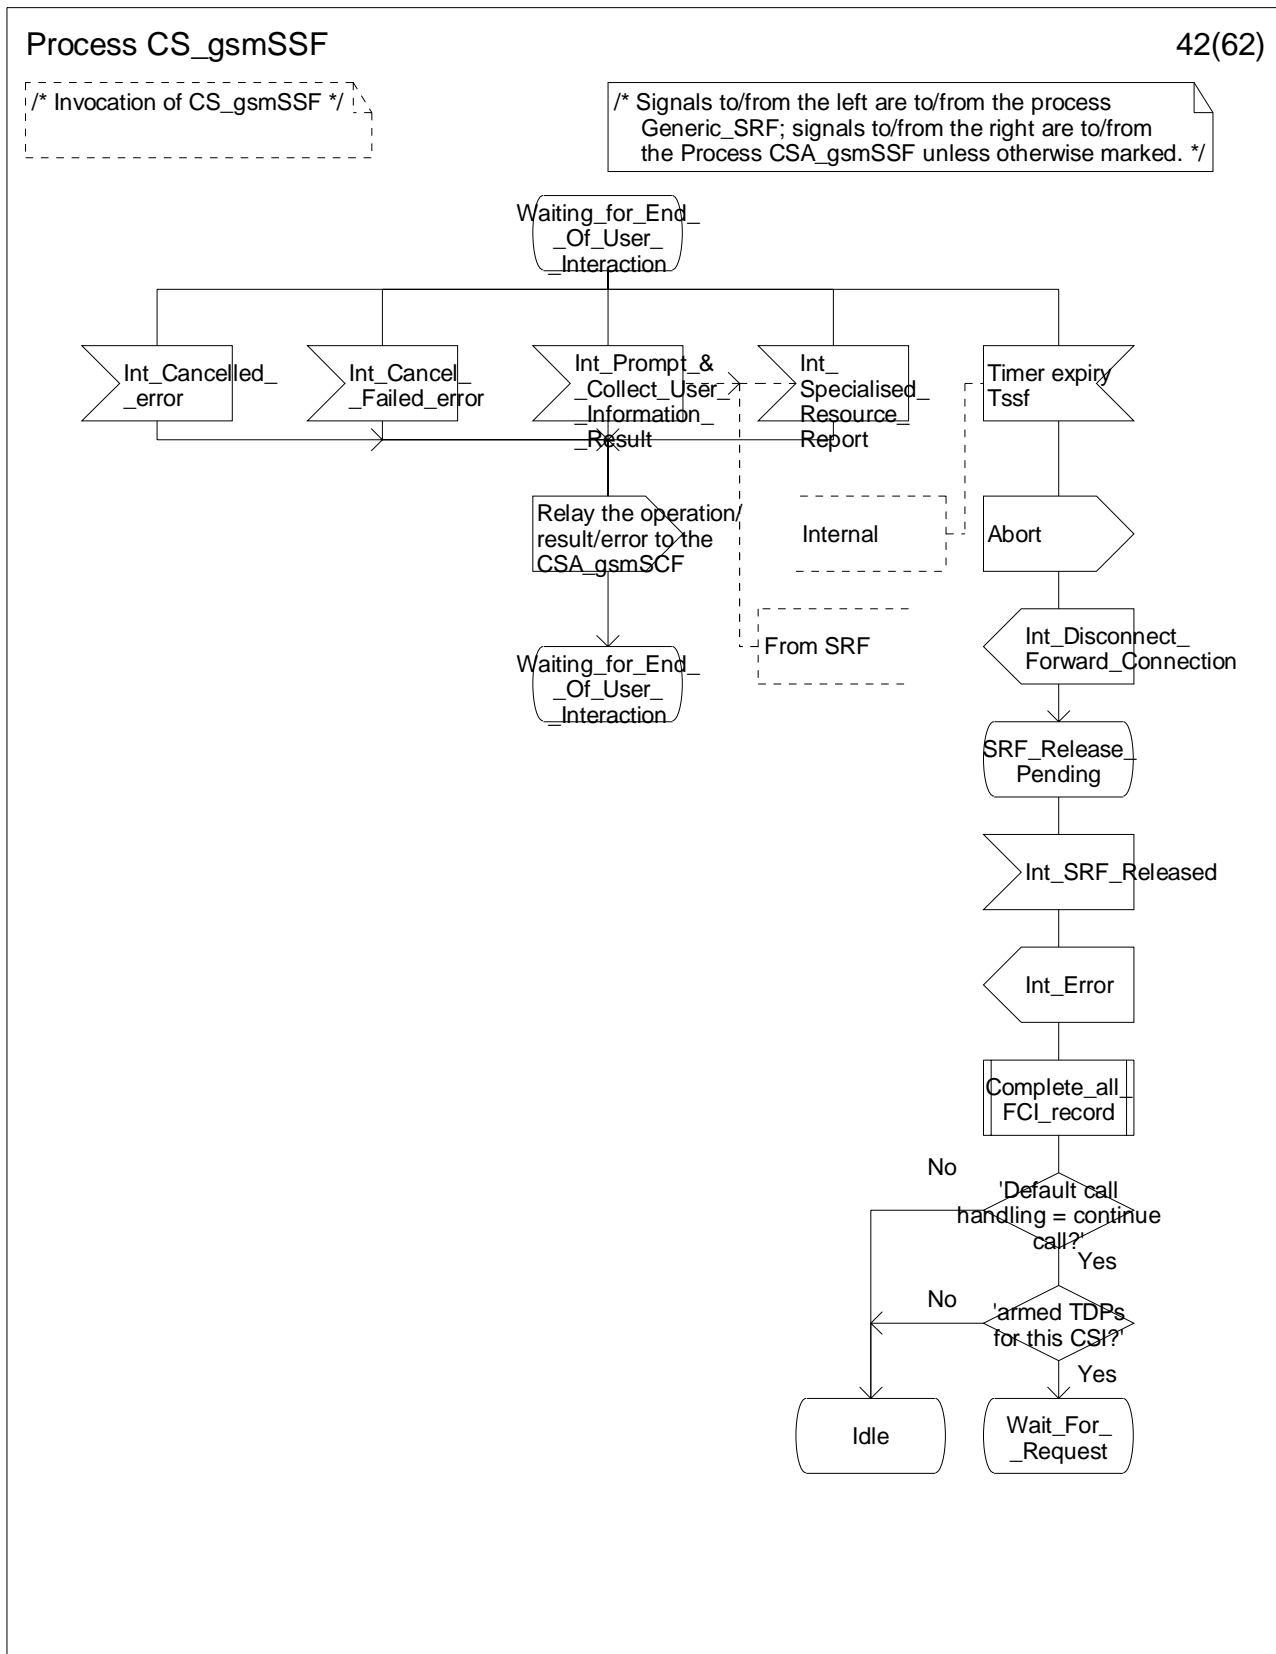 Process CS_gsmSSF
42(62)
/* Invocation of CS_gsmSSF */
/* Signals to/from the left are to/from the process
Generic_SRF; signals to/from the right are to/from
the Process CSA_gsmSSF unless otherwise marked. */
Waiting_for_End_
_Of_User_
_Interaction
Int_Cancelled_
_error
Int_Cancel_
_Failed_error
Int_Prompt_&
_Collect_User_
_Information_
_Result
Int_
Specialised_
Resource_
Report
Timer expiry
Tssf
Relay the operation/
result/error to the
CSA_gsmSCF
Internal
Abort
From SRF
Int_Disconnect_
Forward_Connection
Waiting_for_End_
_Of_User_
_Interaction
SRF_Release_
Pending
Int_SRF_Released
Int_Error
Complete_all_
FCI_record
No
'Default call
handling = continue
call?'
Yes
No
'armed TDPs
for this CSI?'
Yes
Idle
Wait_For_
_Request